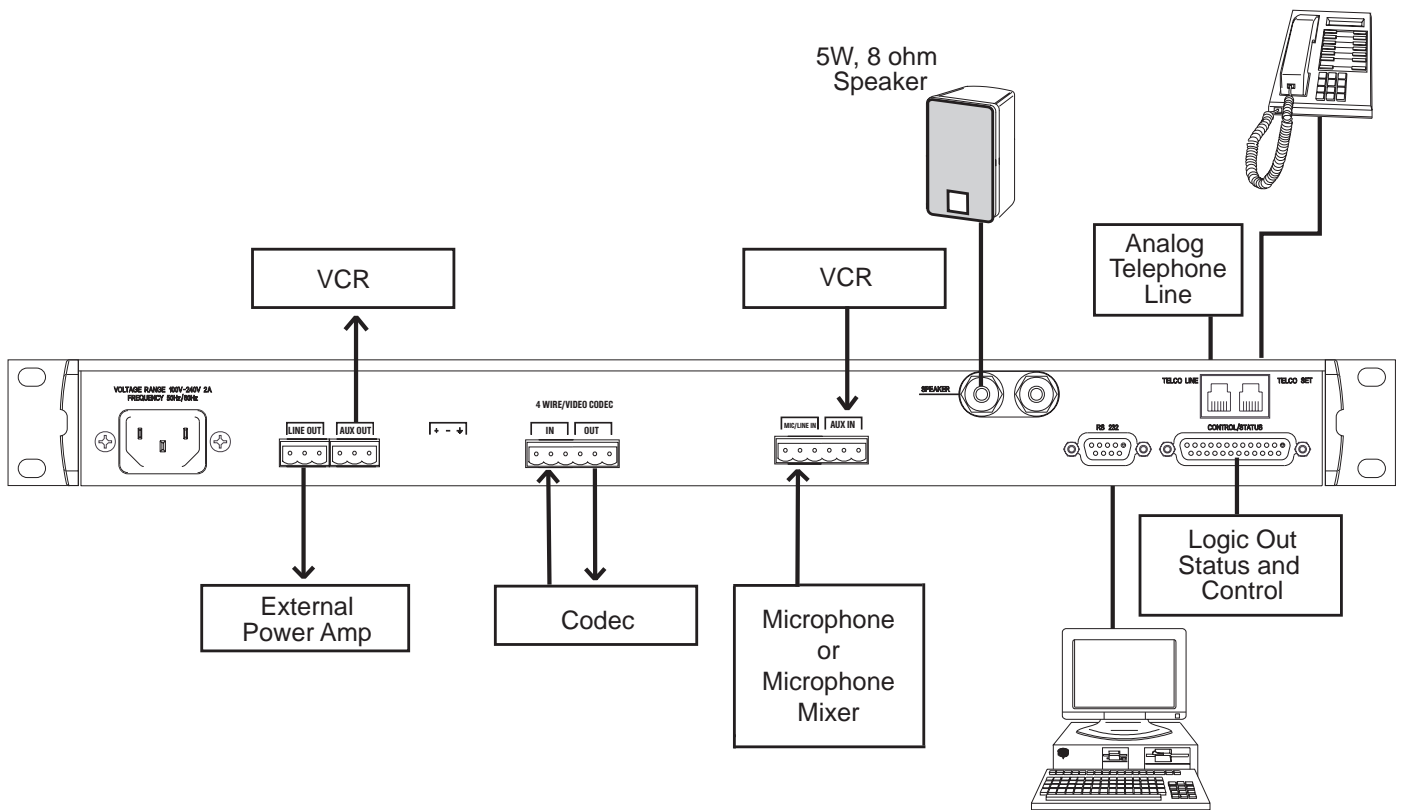 5W, 8 ohm
Speaker
VCR
VCR
Analog
Telephone
Line
VOLTAGE RANGE 100V-240V 2A
FREQUENCY 50Hz/60Hz
LINE OUT
AUX OUT
+ -
4 WIRE/VIDEO CODEC
IN
OUT
MIC/LINE IN
AUX IN
SPEAKER
TELCO LINE
TELCO SET
RS 232
CONTROL/STATUS
External
Power Amp
Codec
Microphone
or
Microphone
Mixer
Logic Out
Status and
Control